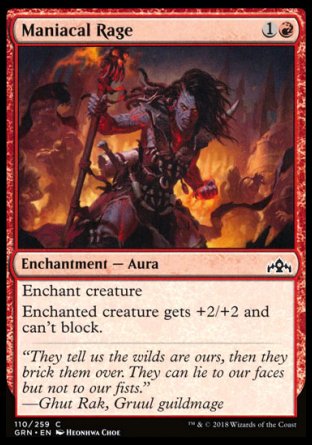 Maniacal Rage 1
Enchantment — Aura
Enchant creature
Enchanted creature gets +2/+2 and
can't block.
"They tell us the wilds are ours, then they
brick them over. They can lie to our faces
but not to our fists."
—Ghut Rak, Gruul guildmage
110/259 C
GRN • EN Heonhwa Choe
™ & © 2018 Wizards of the Coast